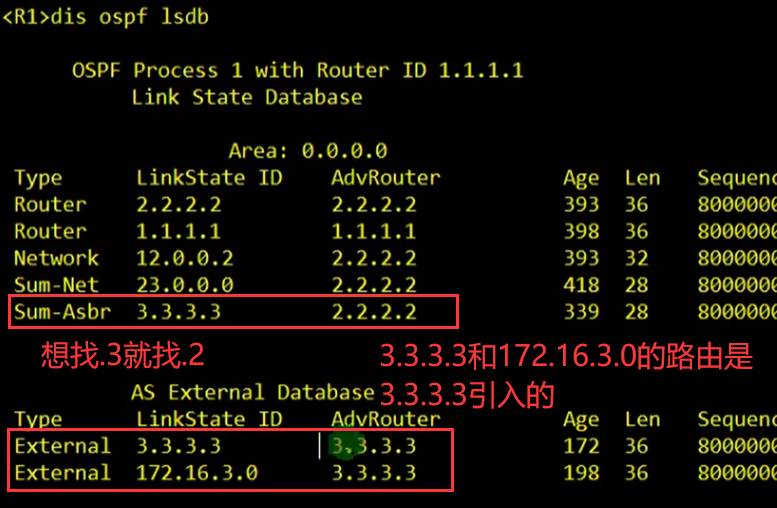 <R1>dis ospf lsdb
OSPF Process 1 with Router ID 1.1.1.1
Link State Database
Area: 0.0.0.0
Type LinkState ID AdvRouter Age Len Sequenc
Router 2.2.2.2 2.2.2.2 393 36 8000000
Router 1.1.1.1 1.1.1.1 398 36 8000000
Network 12.0.0.2 2.2.2.2 393 32 8000000
Sum-Net 23.0.0.0 2.2.2.2 418 28 8000000
Sum-Asbr 3.3.3.3 2.2.2.2 339 28 8000000
想找.3就找.2
3.3.3.3和172.16.3.0的路由是
3.3.3.3引入的
AS External Database
Type LinkState ID AdvRouter Age Len Sequenc
External 3.3.3.3 3.3.3.3 172 36 8000000
External 172.16.3.0 3.3.3.3 198 36 8000000